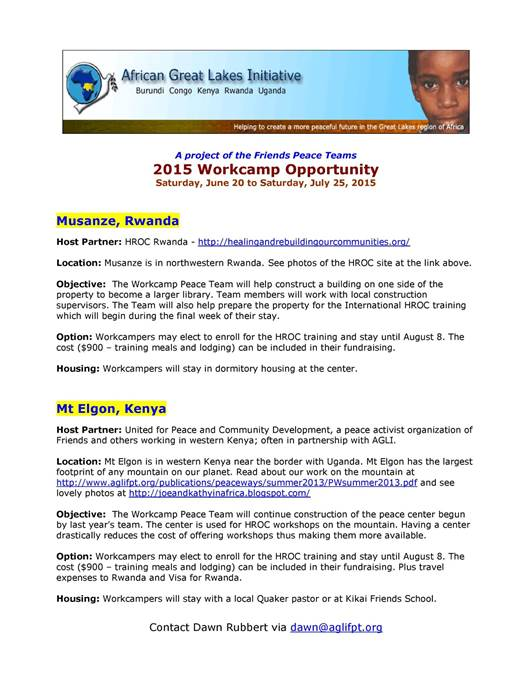 African Great Lakes Initiative
Burundi Congo Kenya Rwanda Uganda
Helping to create a more peaceful future in the Great Lakes region of Africa
A project of the Friends Peace Teams
2015 Workcamp Opportunity
Saturday, June 20 to Saturday, July 25, 2015
Musanze, Rwanda
Host Partner: HROC Rwanda - http://healingandrebuildingourcommunities.org/
Location: Musanze is in northwestern Rwanda. See photos of the HROC site at the link above.
Objective: The Workcamp Peace Team will help construct a building on one side of the
property to become a larger library. Team members will work with local construction
supervisors. The Team will also help prepare the property for the International HROC training
which will begin during the final week of their stay.
Option: Workcampers may elect to enroll for the HROC training and stay until August 8. The
cost ($900 – training meals and lodging) can be included in their fundraising.
Housing: Workcampers will stay in dormitory housing at the center.
Mt Elgon, Kenya
Host Partner: United for Peace and Community Development, a peace activist organization of
Friends and others working in western Kenya; often in partnership with AGLI.
Location: Mt Elgon is in western Kenya near the border with Uganda. Mt Elgon has the largest
footprint of any mountain on our planet. Read about our work on the mountain at
http://www.aglifpt.org/publications/peaceways/summer2013/PWsummer2013.pdf and see
lovely photos at http://joeandkathyinafrica.blogspot.com/
Objective: The Workcamp Peace Team will continue construction of the peace center begun
by last year's team. The center is used for HROC workshops on the mountain. Having a center
drastically reduces the cost of offering workshops thus making them more available.
Option: Workcampers may elect to enroll for the HROC training and stay until August 8. The
cost ($900 – training meals and lodging) can be included in their fundraising. Plus travel
expenses to Rwanda and Visa for Rwanda.
Housing: Workcampers will stay with a local Quaker pastor or at Kikai Friends School.
Contact Dawn Rubbert via dawn@aglifpt.org